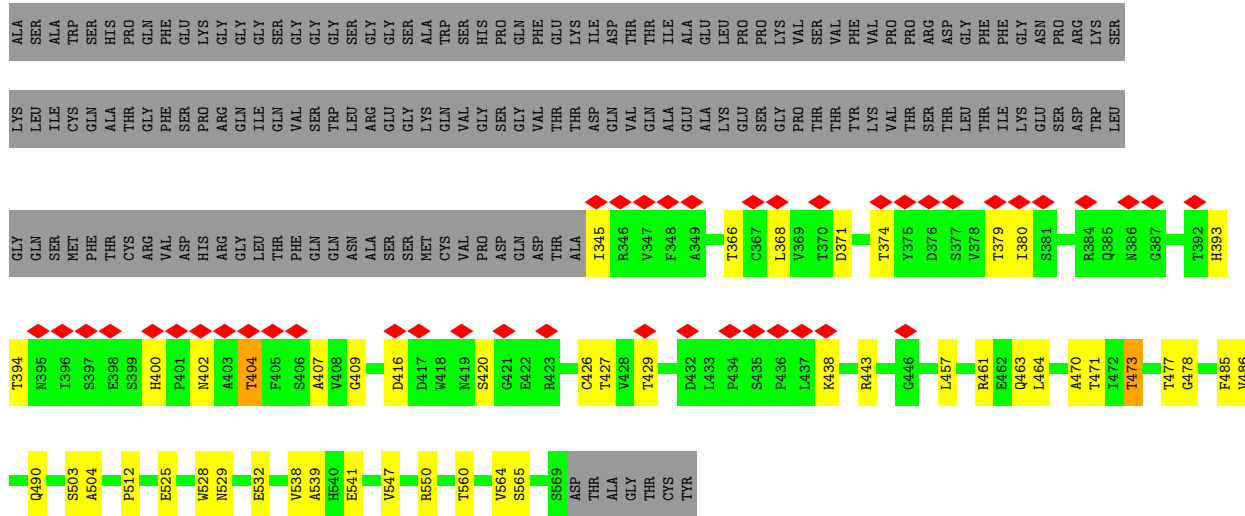 ALA SER ALA TRP SER HIS PRO GLN PHE GLU LYS GLY GLY GLY SER GLY GLY GLY SER GLY GLY SER ALA TRP SER HIS PRO GLN PHE GLU LYS ILE ASP THR THR ILE ALA GLU LEU PRO PRO LYS VAL SER VAL PHE VAL PRO PRO ARG ASP GLY PHE PHE GLY ASN PRO ARG LYS SER
LYS LEU ILE CYS GLN ALA THR GLY PHE SER PRO ARG GLN ILE GLN VAL SER TRP LEU ARG GLU GLY LYS GLN VAL GLY SER GLY VAL THR THR ASP GLN VAL GLN ALA GLU ALA LYS GLU SER GLY PRO THR THR TYR LYS VAL THR SER THR LEU THR ILE LYS GLU SER ASP TRP LEU
GLY GLN SER MET PHE THR CYS ARG VAL ASP HIS ARG GLY LEU THR PHE GLN GLN ASN ALA SER SER MET CYS VAL PRO ASP GLN ASP THR ALA I345 R346 V347 F348 A349 T366 C367 L368 V369 T370 D371 T374 Y375 D376 S377 V378 T379 I380 S381 R384 Q385 N386 G387 T392 H393
T394 N395 I396 S397 E398 S399 H400 P401 N402 A403 T404 F405 S406 A407 V408 G409 D416 D417 W418 N419 S420 G421 E422 R423 C426 T427 V428 T429 D432 L433 P434 S435 P436 L437 K438 R443 G446 L457 R461 E462 Q463 L464 A470 T471 I472 T473 T477 G478 F485 V486
Q490 S503 A504 P512 E525 W528 N529 E532 V538 A539 H540 E541 V547 R550 T560 V564 S565 S569 ASP THR ALA GLY THR CYS TYR